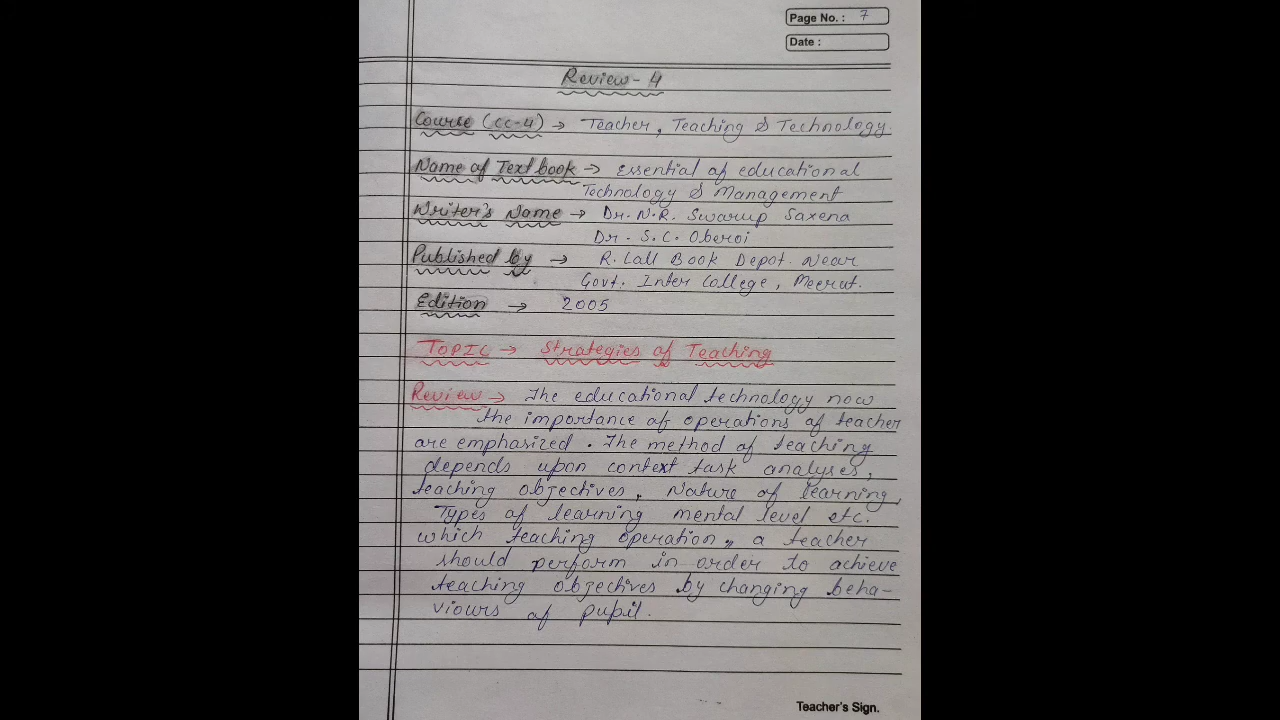 Page No. : 7
Date :
Review - 4
Course (CC-4) → Teacher, Teaching & Technology
Name of Text book → Essential of educational
Technology & Management
Writer's Name → Dr. N.R. Swarup Saxena
Dr. S.C. Oberoi
Published by → R. Lall Book Depot. Near
Govt. Inter College, Meerut.
Edition → 2005
TOPIC → Strategies of Teaching
Review → The educational technology now
the importance of operations of teacher
are emphasized. The method of teaching
depends upon context task analyses,
teaching objectives, Nature of learning,
Types of learning mental level etc.
which teaching operation, a teacher
should perform in order to achieve
teaching objectives by changing beha-
viours of pupil.
Teacher's Sign.